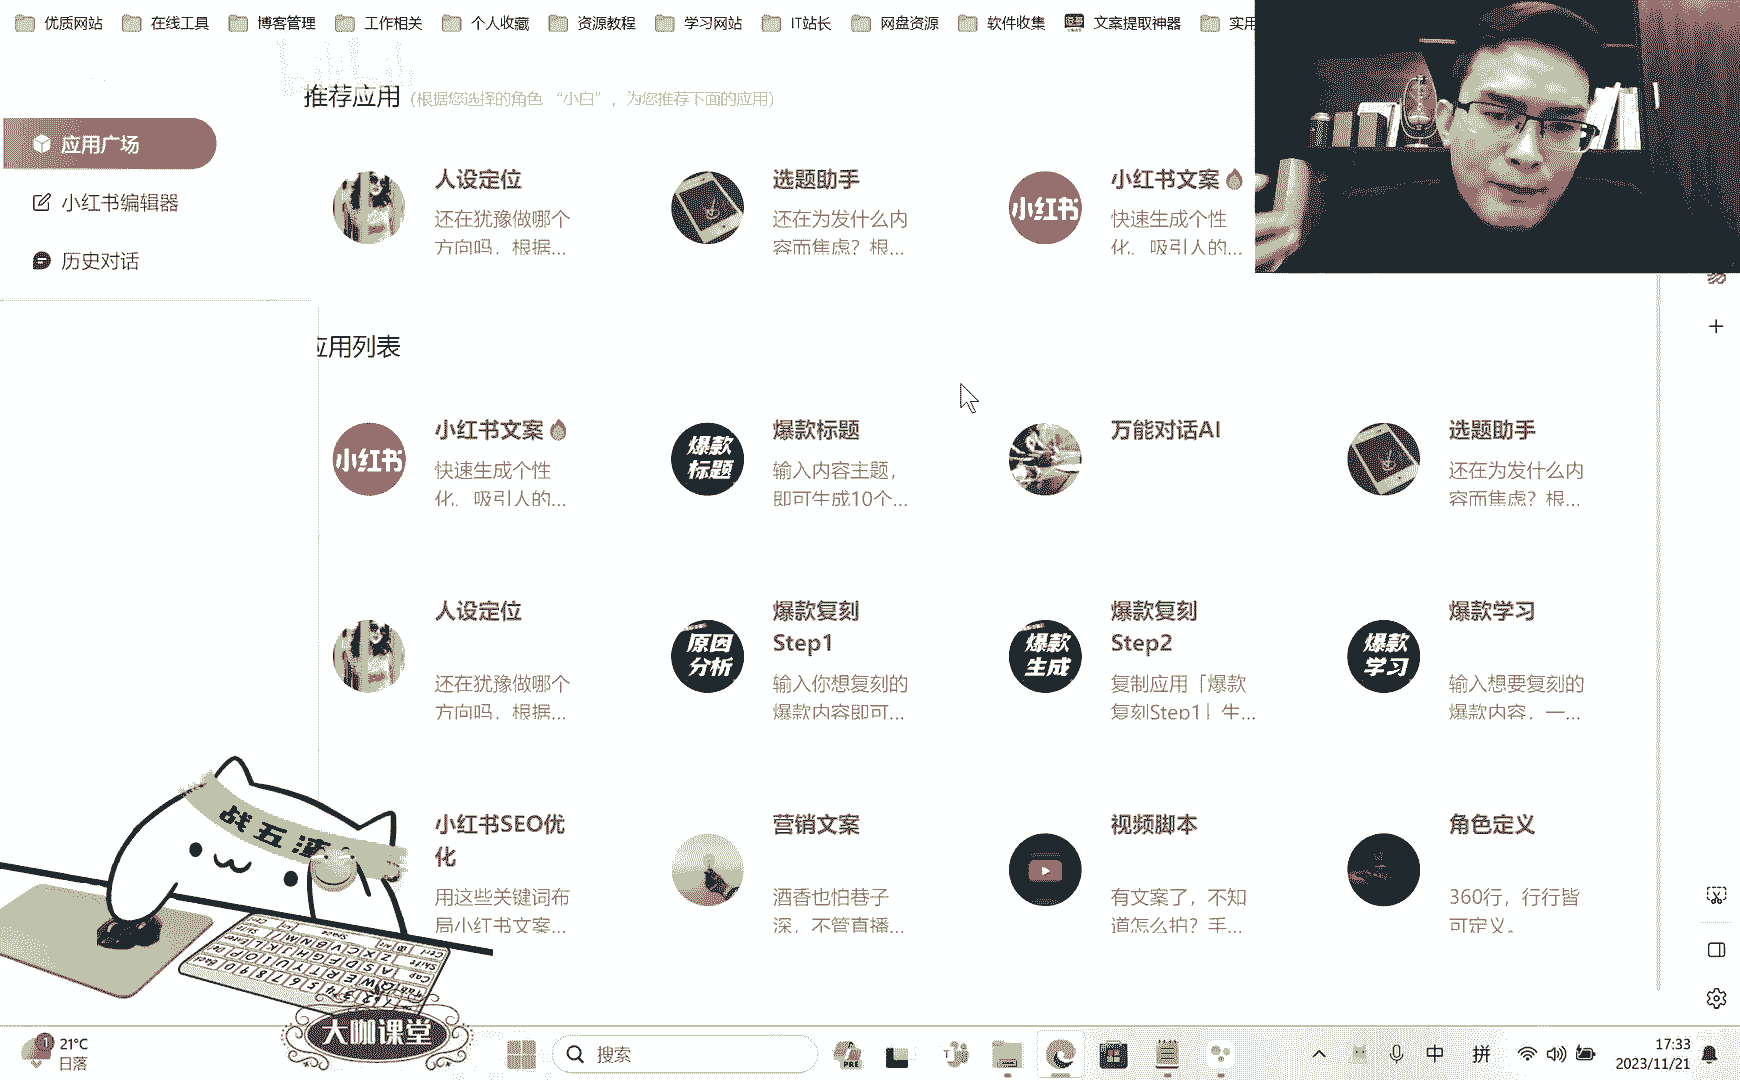 优质网站 在线工具 博客管理 工作相关 个人收藏 资源教程 学习网站 IT站长 网盘资源 软件收集 文案提取神器 实用
推荐应用 (根据您选择的角色 “小白”，为您推荐下面的应用)
应用广场
小红书编辑器
历史对话
人设定位
还在犹豫做哪个
方向吗，根据...
选题助手
还在为发什么内
容而焦虑？根...
小红书
小红书文案
快速生成个性
化、吸引人的...
应用列表
小红书
小红书文案
快速生成个性
化、吸引人的...
爆款
标题
爆款标题
输入内容主题，
即可生成10个...
万能对话AI
选题助手
还在为发什么内
容而焦虑？根...
人设定位
还在犹豫做哪个
方向吗，根据...
原因
分析
爆款复刻
Step1
输入你想复刻的
爆款内容即可...
爆款
生成
爆款复刻
Step2
复制应用「爆款
复刻Step1」生...
爆款
学习
爆款学习
输入想要复刻的
爆款内容，一...
小红书SEO优
化
用这些关键词布
局小红书文案...
营销文案
酒香也怕巷子
深，不管直播...
视频脚本
有文案了，不知
道怎么拍？手...
角色定义
360行，行行皆
可定义。
战五渣
大咖课堂
1
21°C
日落
搜索
PRE
中
拼
17:33
2023/11/21